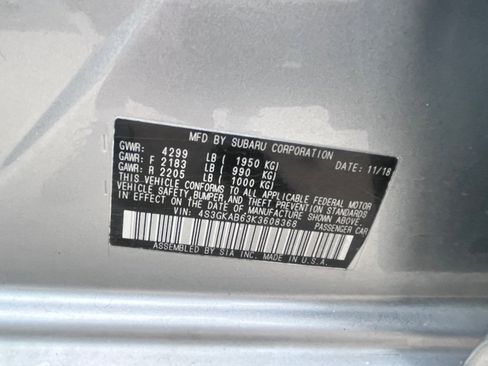 MFD BY SUBARU CORPORATION
GVWR: 4299 LB ( 1950 KG) DATE: 11/18
GAWR: F 2183 LB ( 990 KG)
GAWR: R 2205 LB ( 1000 KG)
THIS VEHICLE CONFORMS TO ALL APPLICABLE FEDERAL MOTOR
VEHICLE SAFETY, BUMPER AND THEFT PREVENTION STANDARDS
IN EFFECT ON THE DATE OF MANUFACTURE SHOWN ABOVE.
VIN: 4S3GKAB63K3608368
PASSENGER CAR
ASSEMBLED BY SIA INC. MADE IN U.S.A.